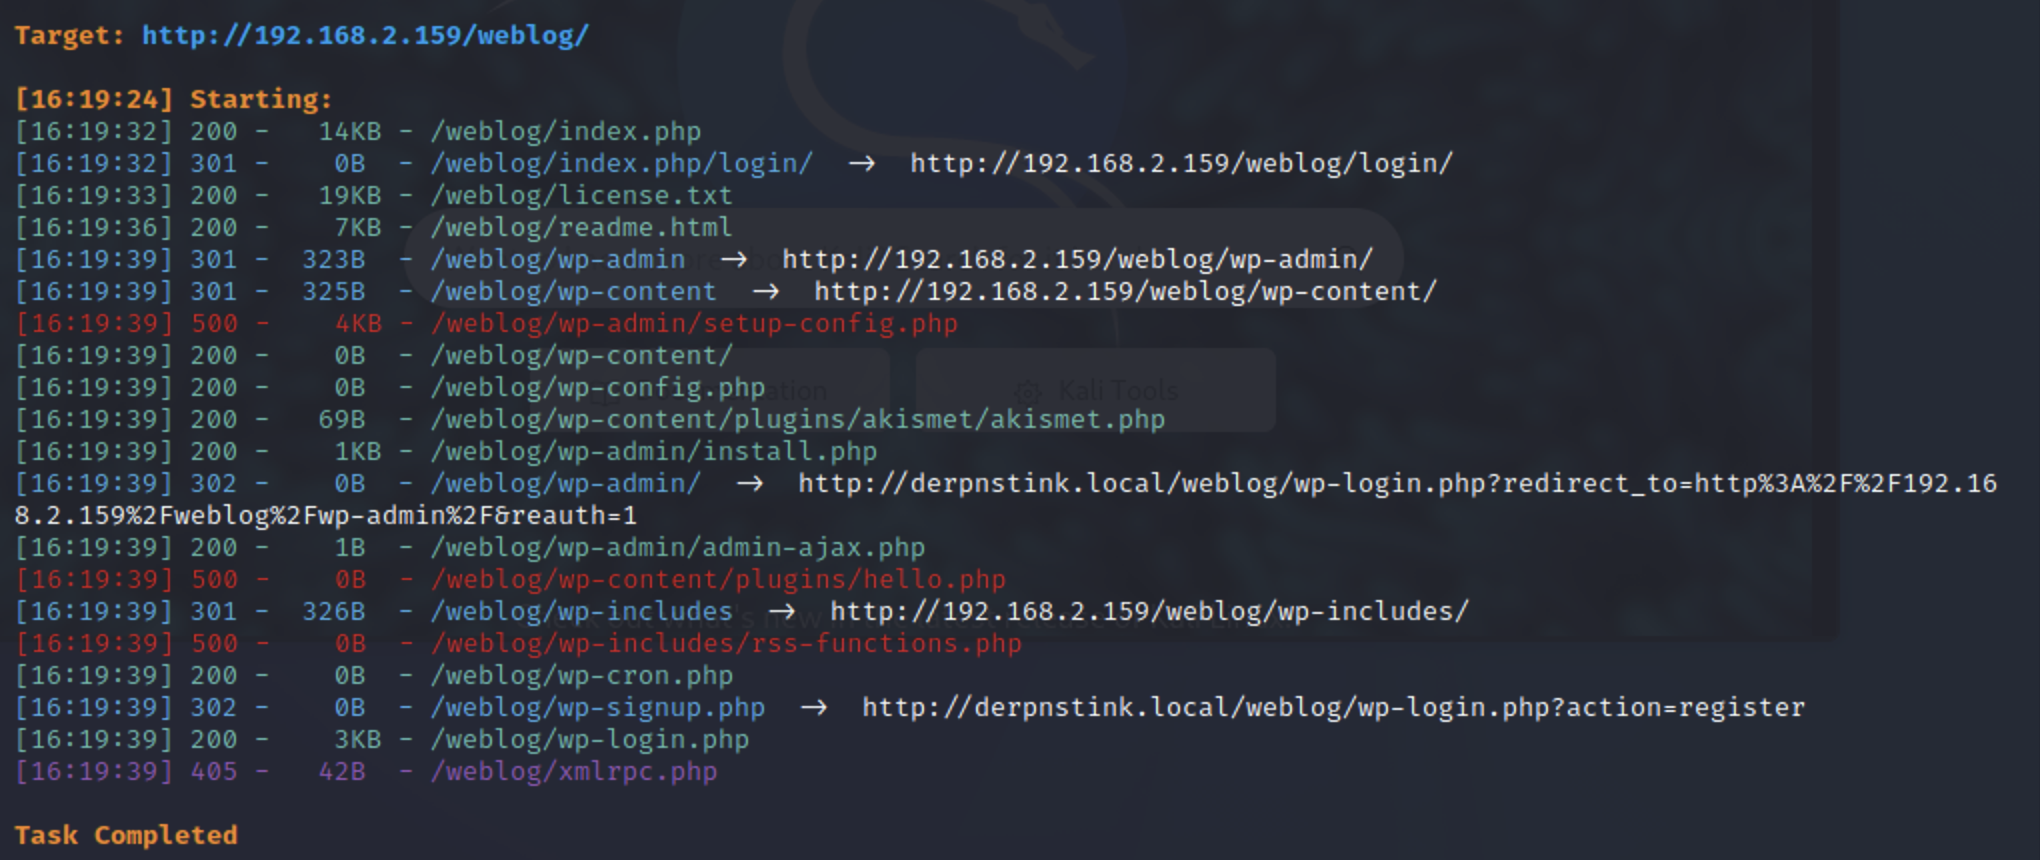 Target: http://192.168.2.159/weblog/
[16:19:24] Starting:
[16:19:32] 200 -   14KB - /weblog/index.php
[16:19:32] 301 -    0B  - /weblog/index.php/login/  →  http://192.168.2.159/weblog/login/
[16:19:33] 200 -   19KB - /weblog/license.txt
[16:19:36] 200 -    7KB - /weblog/readme.html
[16:19:39] 301 -  323B  - /weblog/wp-admin  →  http://192.168.2.159/weblog/wp-admin/
[16:19:39] 301 -  325B  - /weblog/wp-content  →  http://192.168.2.159/weblog/wp-content/
[16:19:39] 500 -    4KB - /weblog/wp-admin/setup-config.php
[16:19:39] 200 -    0B  - /weblog/wp-content/
[16:19:39] 200 -    0B  - /weblog/wp-config.php
Kali Tools
[16:19:39] 200 -   69B  - /weblog/wp-content/plugins/akismet/akismet.php
[16:19:39] 200 -    1KB - /weblog/wp-admin/install.php
[16:19:39] 302 -    0B  - /weblog/wp-admin/  →  http://derpnstink.local/weblog/wp-login.php?redirect_to=http%3A%2F%2F192.16
8.2.159%2Fweblog%2Fwp-admin%2F&reauth=1
[16:19:39] 200 -    1B  - /weblog/wp-admin/admin-ajax.php
[16:19:39] 500 -    0B  - /weblog/wp-content/plugins/hello.php
[16:19:39] 301 -  326B  - /weblog/wp-includes  →  http://192.168.2.159/weblog/wp-includes/
[16:19:39] 500 -    0B  - /weblog/wp-includes/rss-functions.php
[16:19:39] 200 -    0B  - /weblog/wp-cron.php
[16:19:39] 302 -    0B  - /weblog/wp-signup.php  →  http://derpnstink.local/weblog/wp-login.php?action=register
[16:19:39] 200 -    3KB - /weblog/wp-login.php
[16:19:39] 405 -   42B  - /weblog/xmlrpc.php
Task Completed